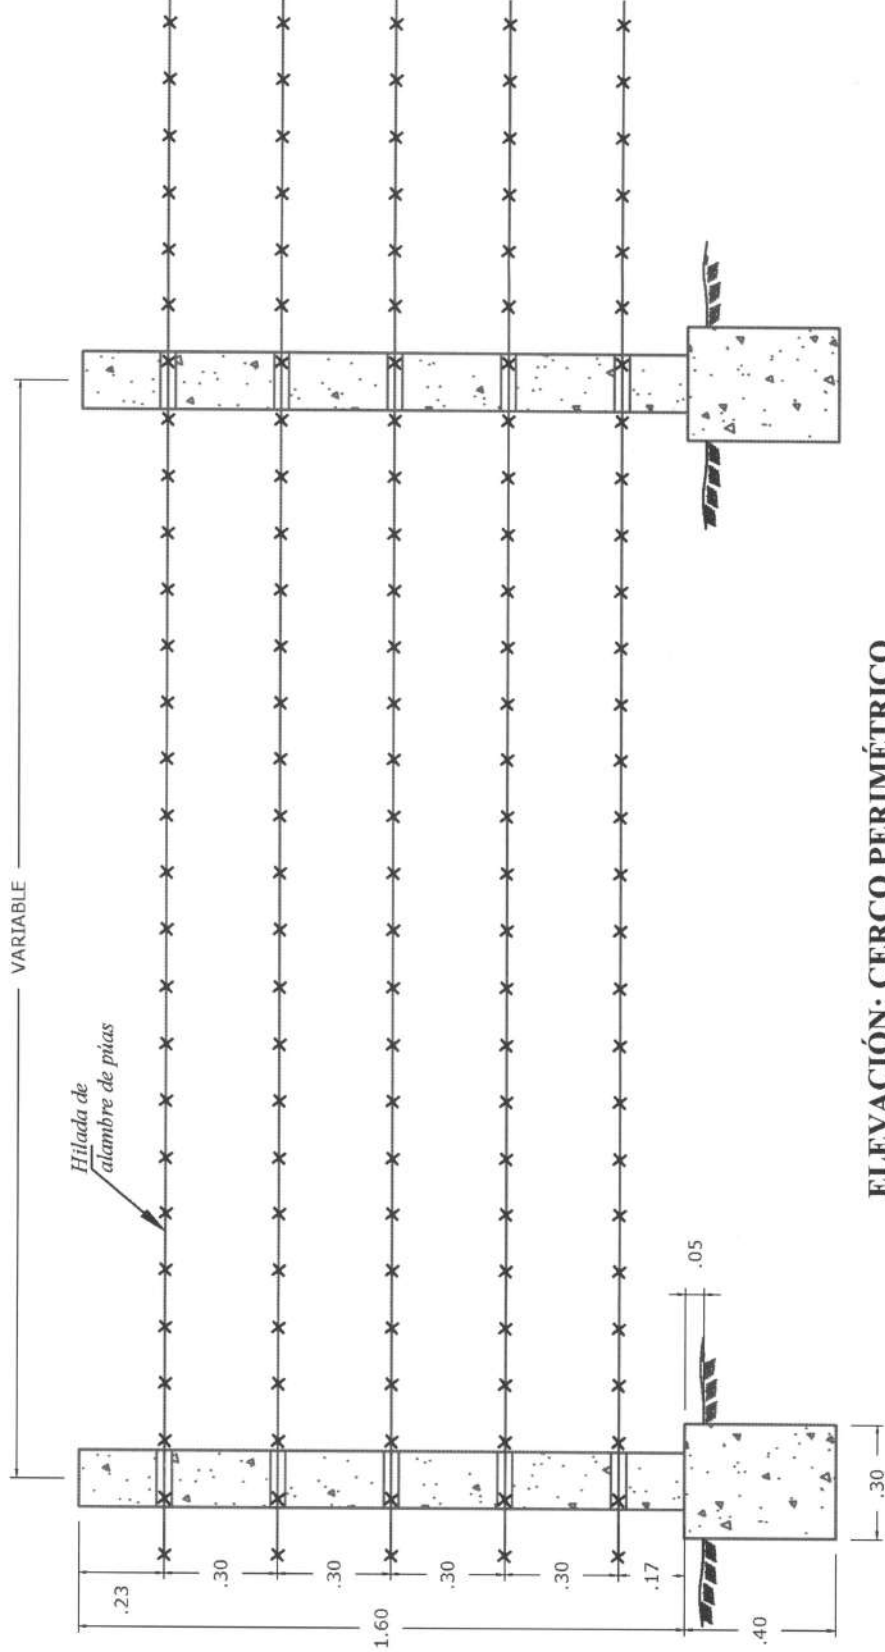 VARIABLE
Hilada de
alambre de púas
.23
.30
.30
.30
.30
.17
1.60
.40
.05
.30
ELEVACIÓN: CERCO PERIMÉTRICO